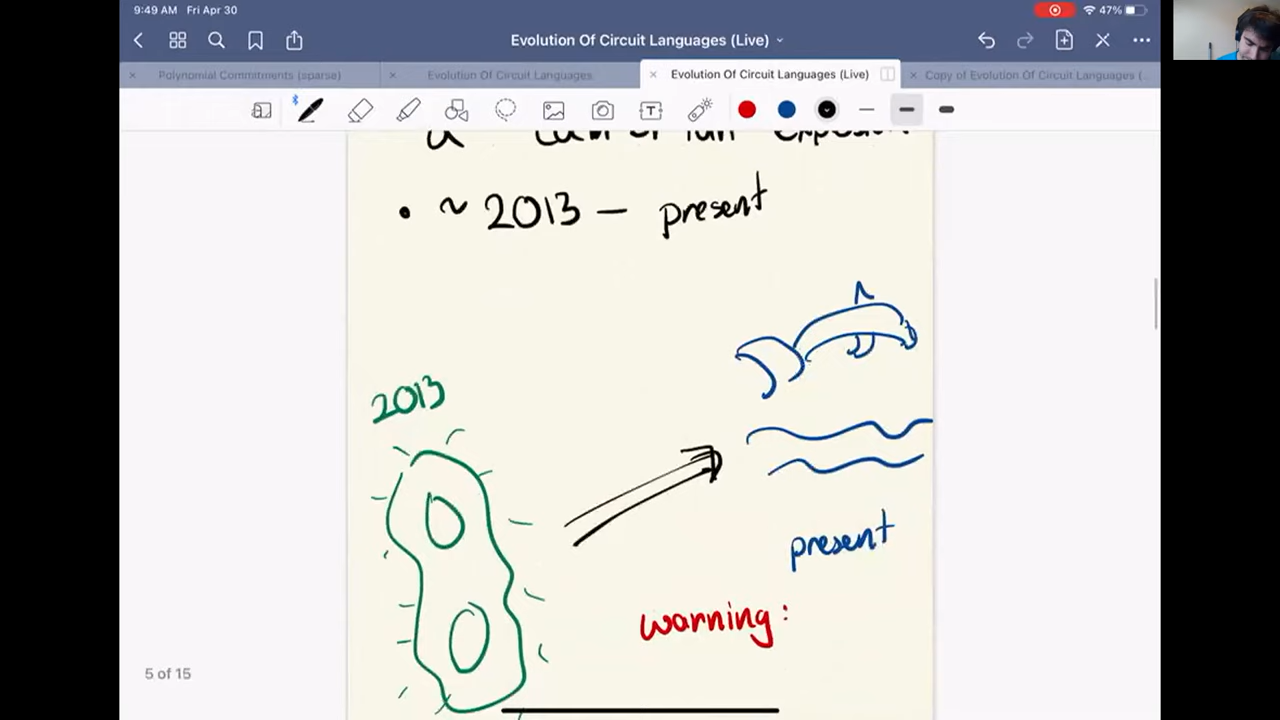 9:49 AM Fri Apr 30
47%
Evolution Of Circuit Languages (Live)
Polynomial Commitments (sparse)
Evolution Of Circuit Languages
Evolution Of Circuit Languages (Live)
Copy of Evolution Of Circuit Languages (...
T
a
• ~ 2013 — present
2013
present
warning:
5 of 15